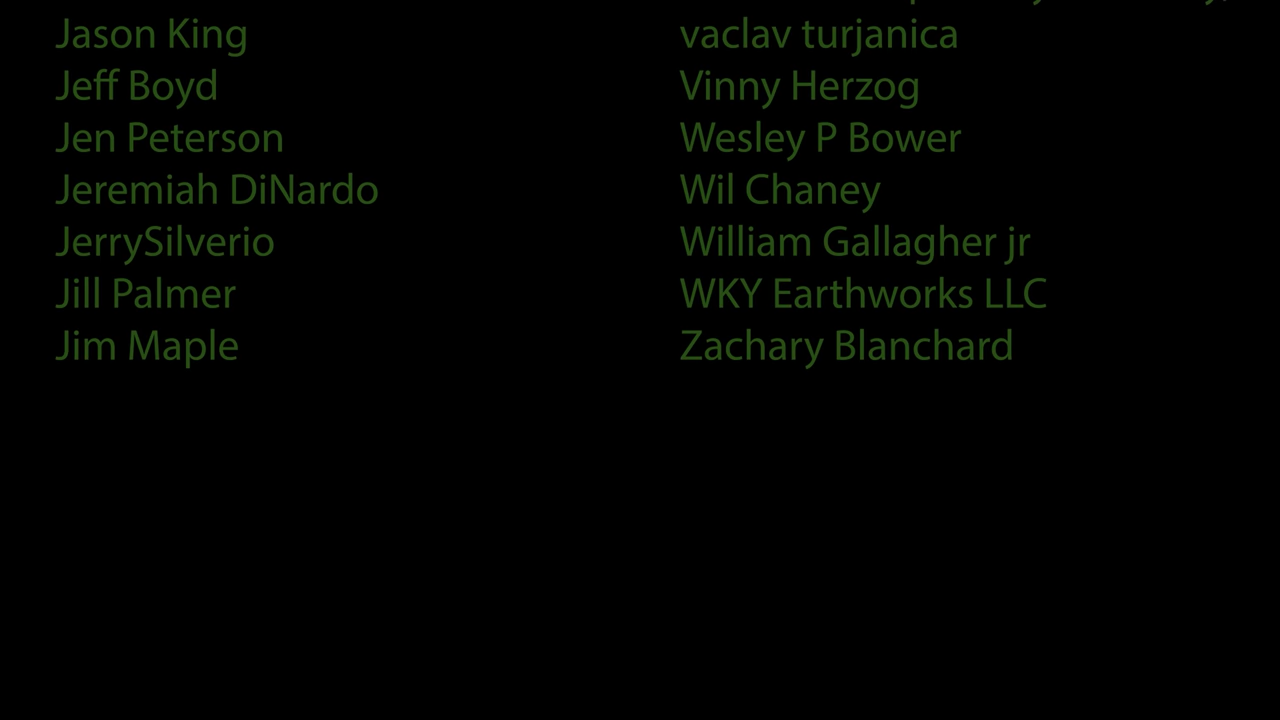 Jason King
Jeff Boyd
Jen Peterson
Jeremiah DiNardo
JerrySilverio
Jill Palmer
Jim Maple
vaclav turjanica
Vinny Herzog
Wesley P Bower
Wil Chaney
William Gallagher jr
WKY Earthworks LLC
Zachary Blanchard